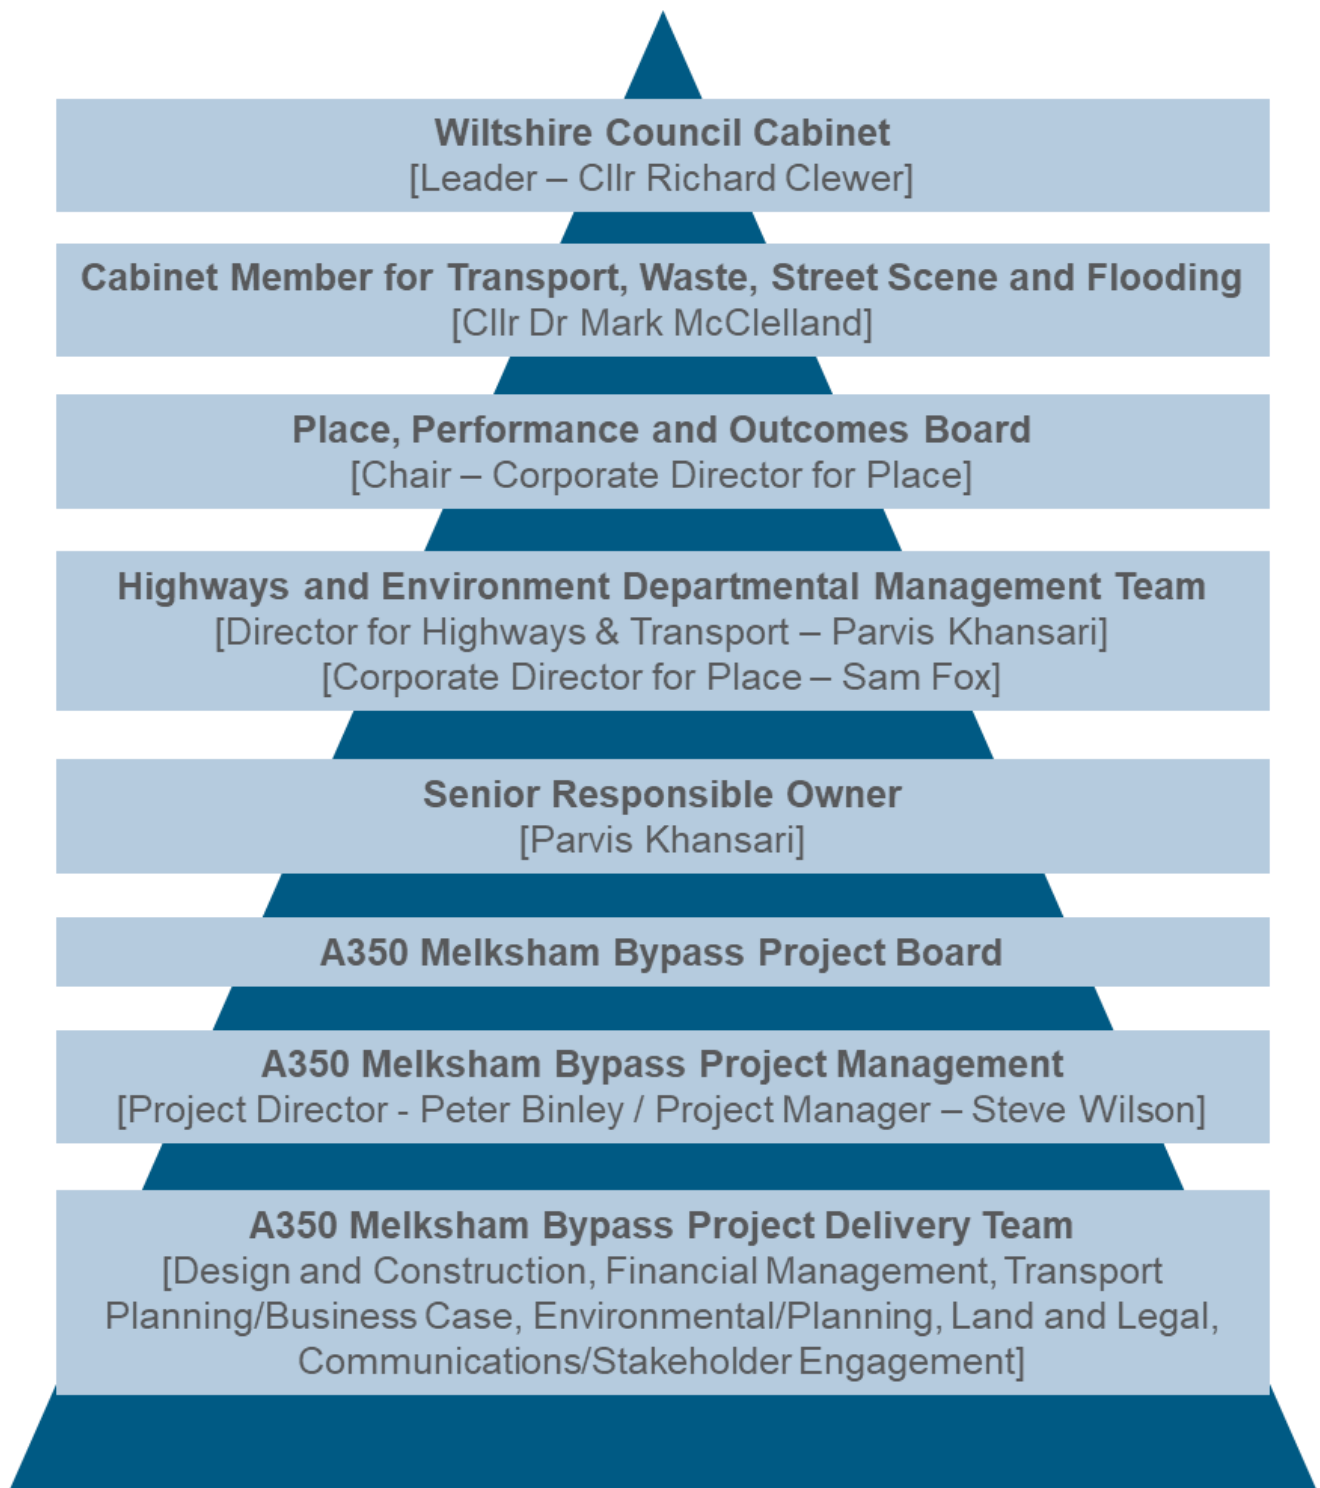 Wiltshire Council Cabinet
[Leader – Cllr Richard Clewer]
Cabinet Member for Transport, Waste, Street Scene and Flooding
[Cllr Dr Mark McClelland]
Place, Performance and Outcomes Board
[Chair – Corporate Director for Place]
Highways and Environment Departmental Management Team
[Director for Highways & Transport – Parvis Khansari]
[Corporate Director for Place – Sam Fox]
Senior Responsible Owner
[Parvis Khansari]
A350 Melksham Bypass Project Board
A350 Melksham Bypass Project Management
[Project Director - Peter Binley / Project Manager – Steve Wilson]
A350 Melksham Bypass Project Delivery Team
[Design and Construction, Financial Management, Transport
Planning/Business Case, Environmental/Planning, Land and Legal,
Communications/Stakeholder Engagement]